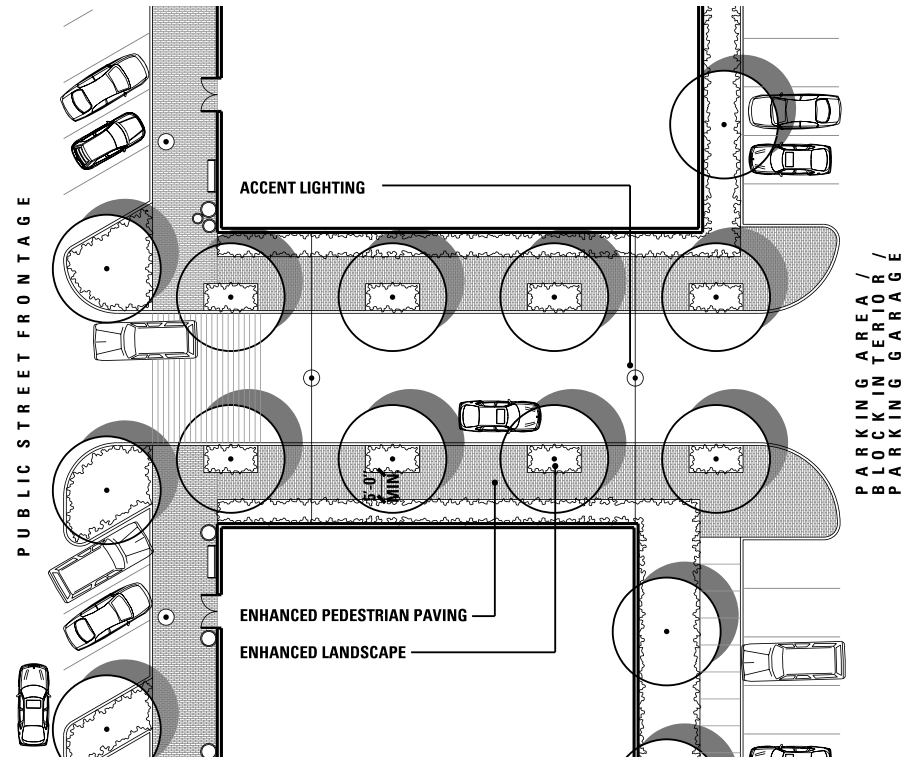 PUBLIC STREET FRONTAGE
ACCENT LIGHTING
5'-0"
MIN.
ENHANCED PEDESTRIAN PAVING
ENHANCED LANDSCAPE
PARKING AREA/
BLOCK INTERIOR /
PARKING GARAGE